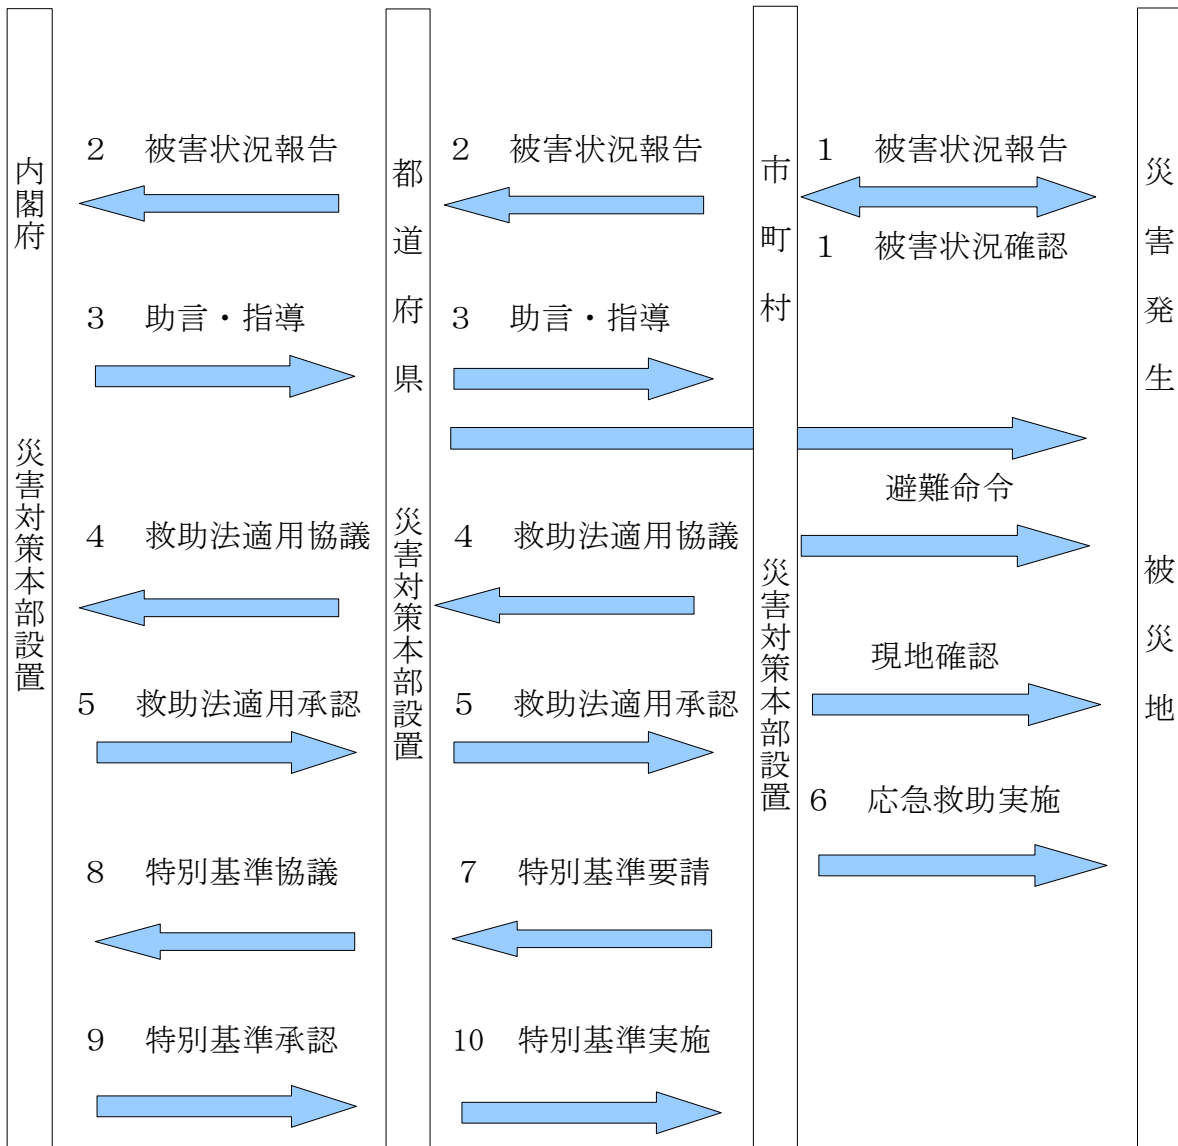 内閣府
災害対策本部設置
2 被害状況報告
3 助言・指導
4 救助法適用協議
5 救助法適用承認
8 特別基準協議
9 特別基準承認
都道府県
災害対策本部設置
2 被害状況報告
3 助言・指導
4 救助法適用協議
5 救助法適用承認
7 特別基準要請
10 特別基準実施
市町村
災害対策本部設置
1 被害状況報告
1 被害状況確認
避難命令
現地確認
6 応急救助実施
災害発生
被災地